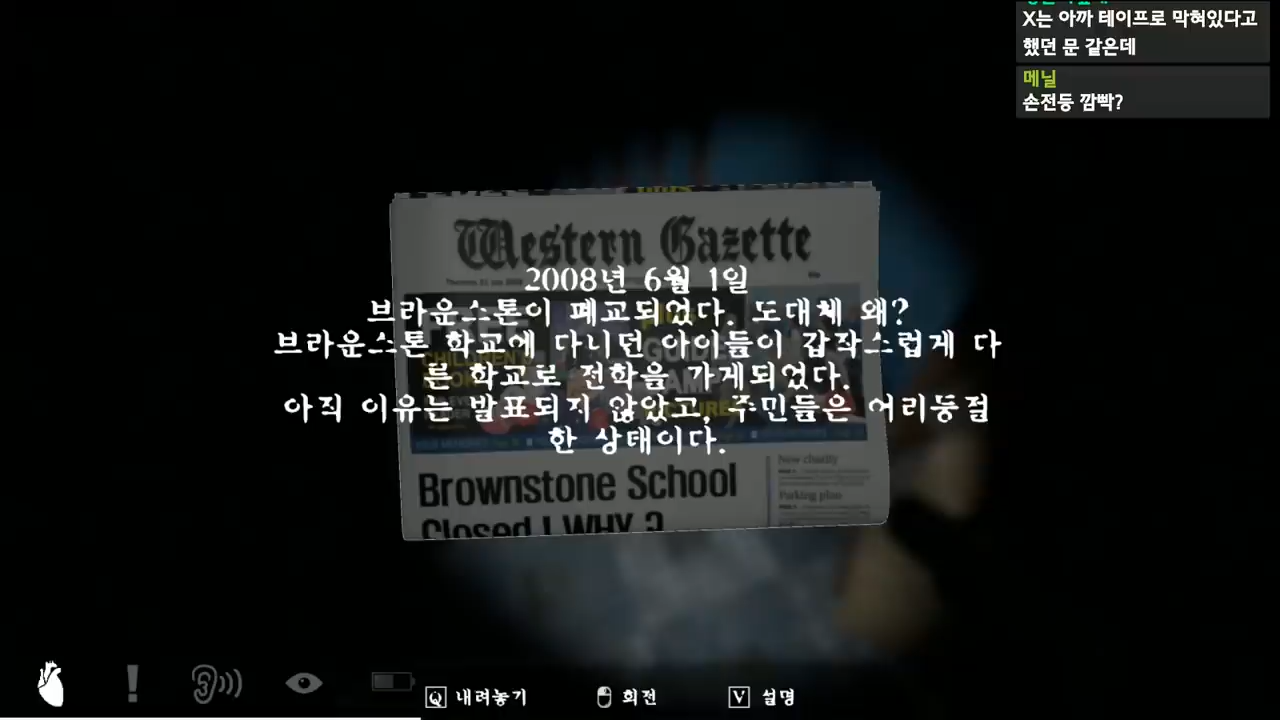 X는 아까 테이프로 막혀있다고
했던 문 같은데
메닐
손전등 깜빡?
Western Gazette
2008년 6월 1일
브라운스톤이 폐교되었다. 도대체 왜?
브라운스톤 학교에 다니던 아이들이 갑작스럽게 다
른 학교로 전학을 가게되었다.
아직 이유는 발표되지 않았고, 주민들은 어리둥절
한 상태이다.
New charity
Parking plan
Brownstone School
Closed ! WHY ?
Q 내려놓기
회전
V 설명